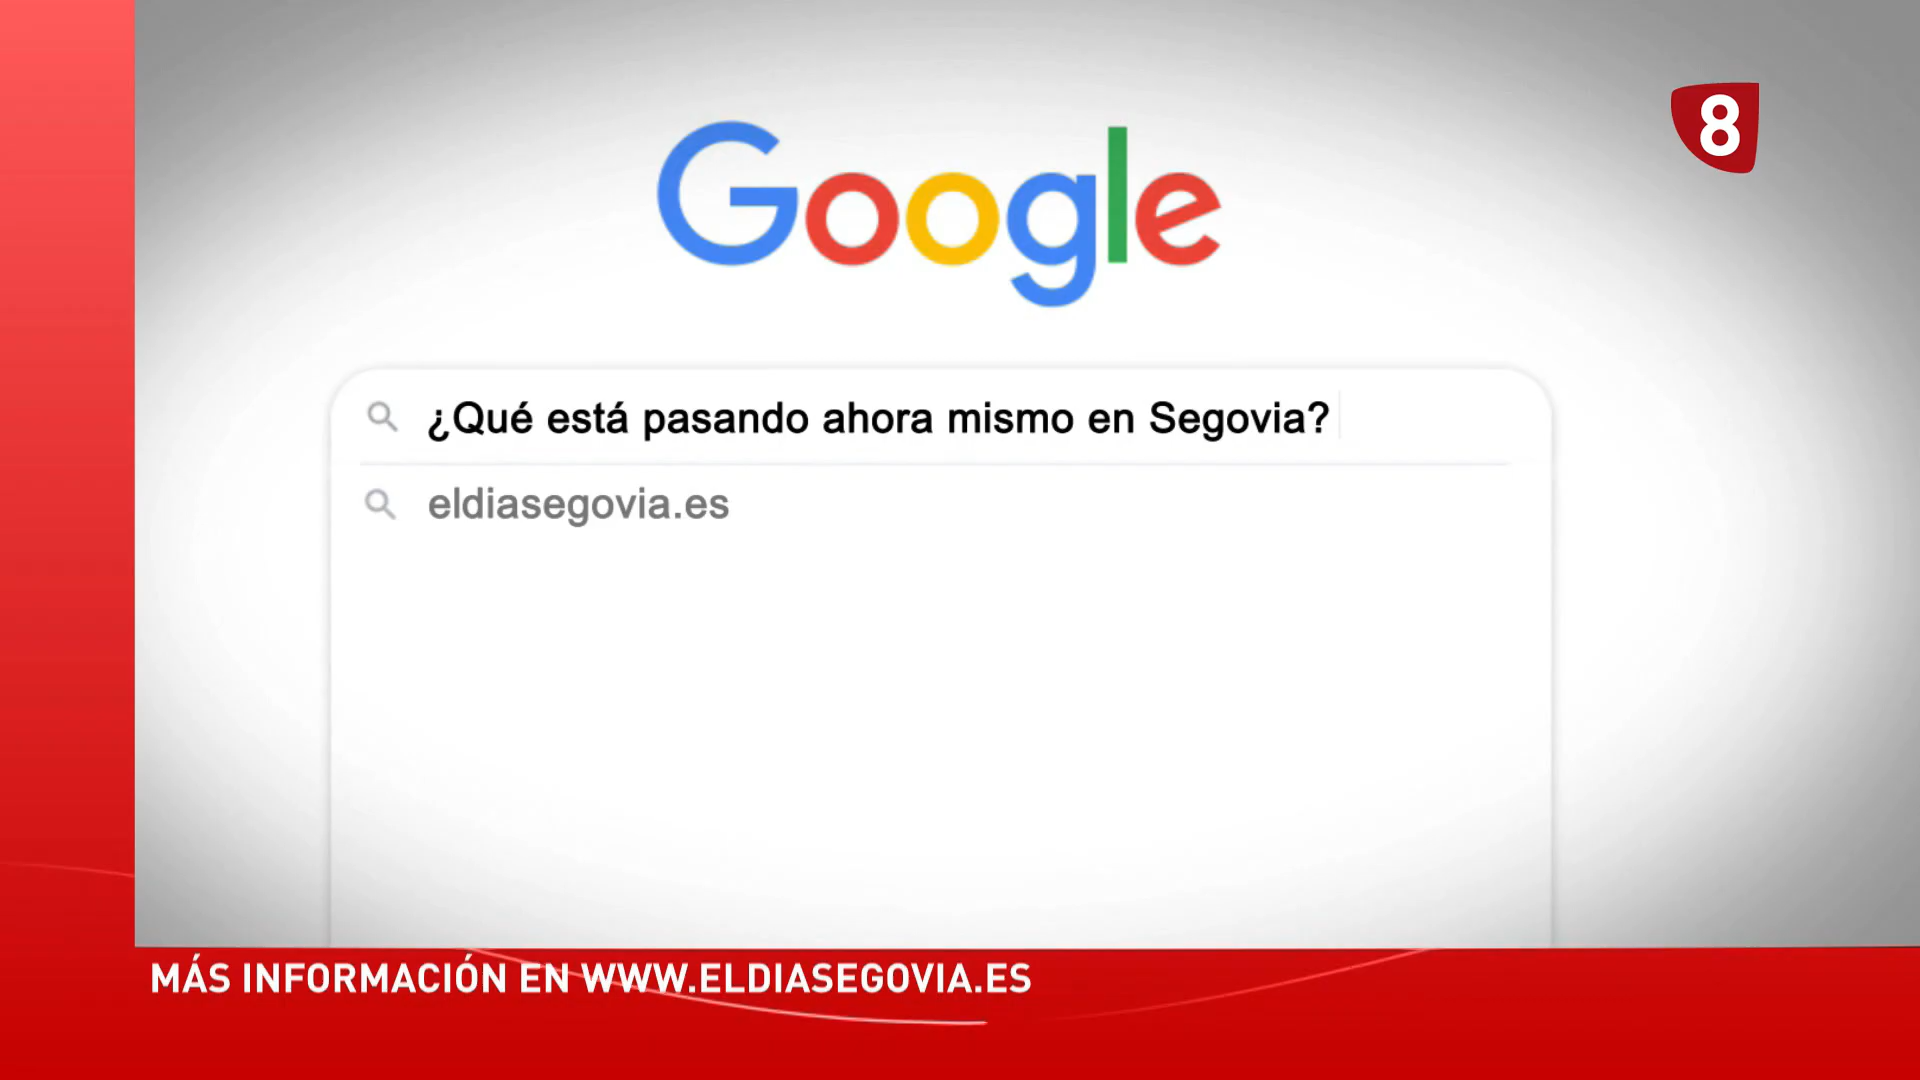 Google
8
¿Qué está pasando ahora mismo en Segovia?
eldiasegovia.es
MÁS INFORMACIÓN EN WWW.ELDIASEGOVIA.ES